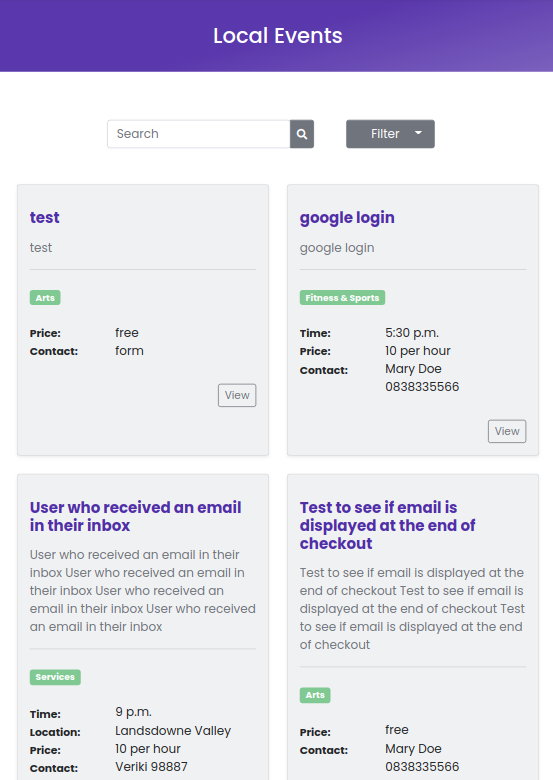 Local Events
Search
Filter
test
test
Arts
Price: free
Contact: form
View
google login
google login
Fitness & Sports
Time: 5:30 p.m.
Price: 10 per hour
Contact: Mary Doe
0838335566
View
User who received an email
in their inbox
User who received an email in their
inbox User who received an email in
their inbox User who received an
email in their inbox User who received
an email in their inbox
Services
Time: 9 p.m.
Location: Landsdowne Valley
Price: 10 per hour
Contact: Veriki 98887
Test to see if email is
displayed at the end of
checkout
Test to see if email is displayed at the
end of checkout Test to see if email is
displayed at the end of checkout Test
to see if email is displayed at the end
of checkout
Arts
Price: free
Contact: Mary Doe
0838335566